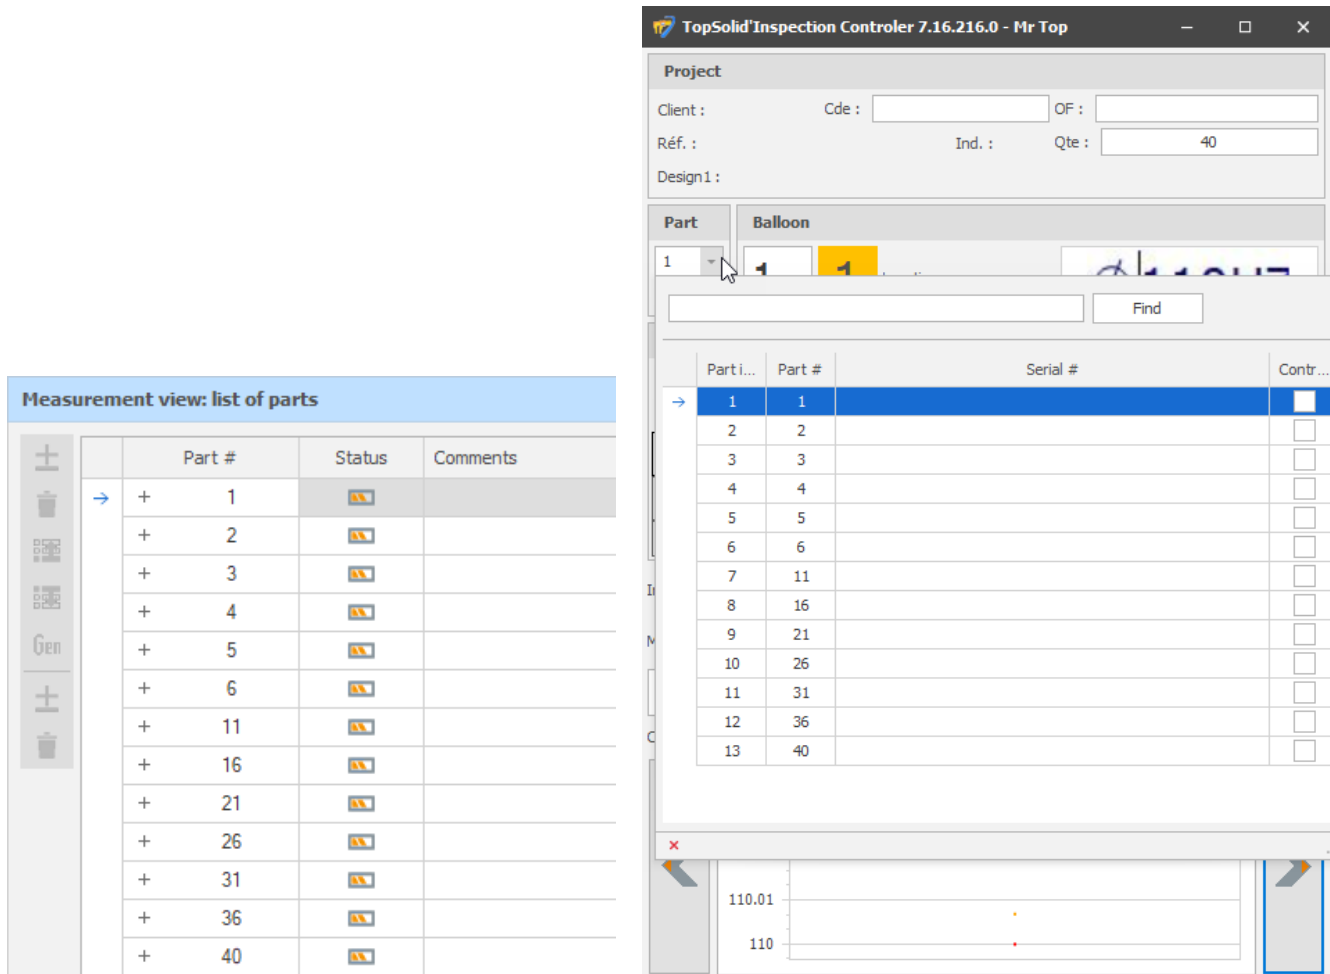 Measurement view: list of parts
Part # Status Comments
1
2
3
4
5
6
11
16
21
26
31
36
40
Gen
TopSolid'Inspection Controler 7.16.216.0 - Mr Top
Project
Client : Cde : OF :
Réf. : Ind. : Qte : 40
Design1 :
Part Balloon
1 1 1
Find
Part i... Part # Serial # Contr...
1 1
2 2
3 3
4 4
5 5
6 6
7 11
8 16
9 21
10 26
11 31
12 36
13 40
110.01
110